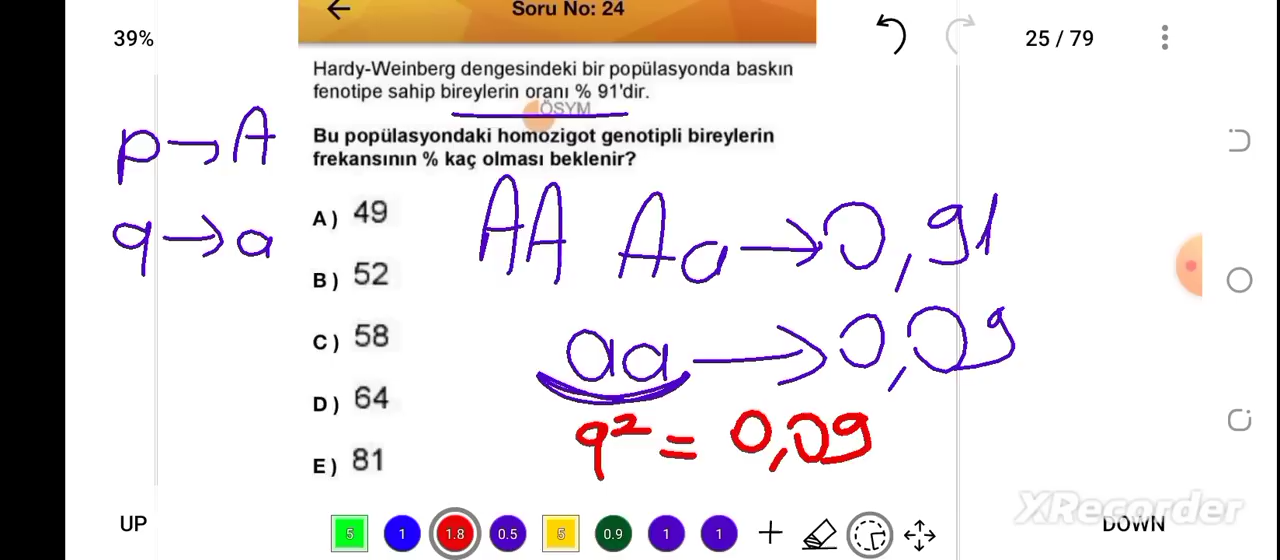 Soru No: 24
39%
25 / 79
Hardy-Weinberg dengesindeki bir popülasyonda baskın
fenotipe sahip bireylerin oranı % 91'dir.
ÖSYM
Bu popülasyondaki homozigot genotipli bireylerin
frekansının % kaç olması beklenir?
p → A
q → a
A) 49
B) 52
C) 58
D) 64
E) 81
AA Aa → 0,91
aa → 0,09
q² = 0,09
UP
5
1
1.8
0.5
5
0.9
1
1
XRecorder
DOWN